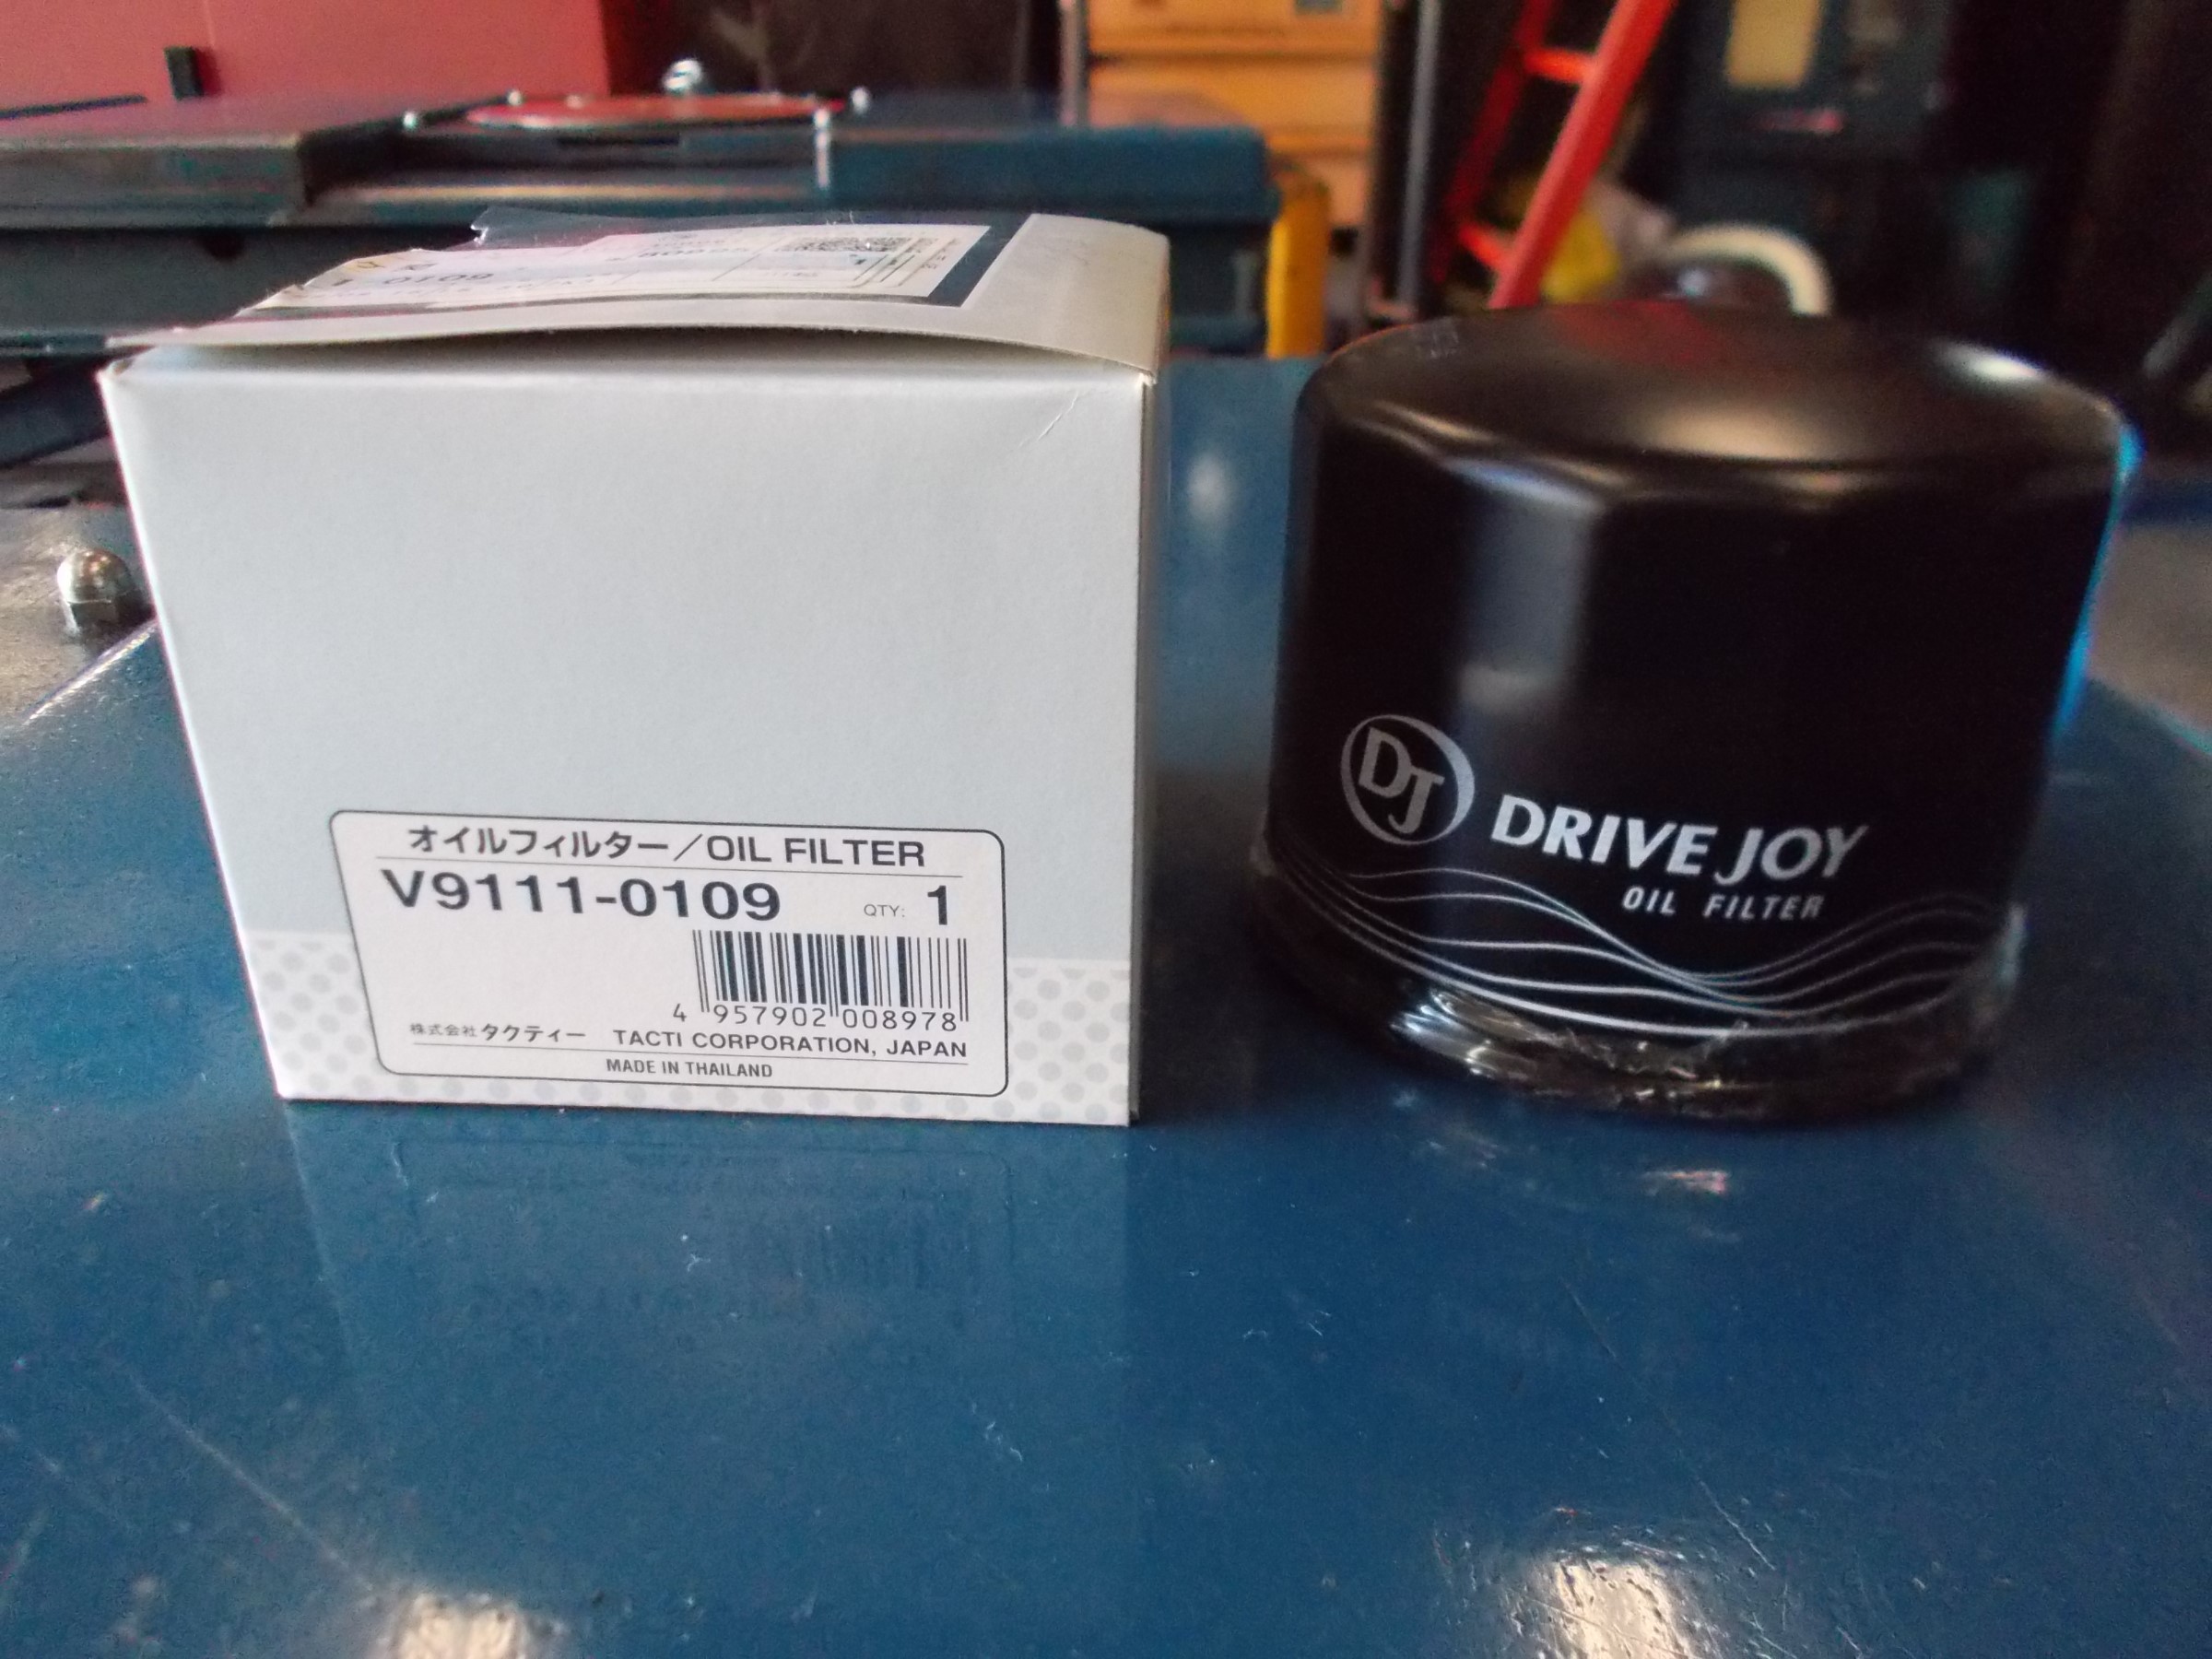 オイルフィルター/OIL FILTER
V9111-0109 QTY: 1
4 957902 008978
株式会社タクティー TACTI CORPORATION, JAPAN
MADE IN THAILAND
DJ DRIVE JOY
OIL FILTER